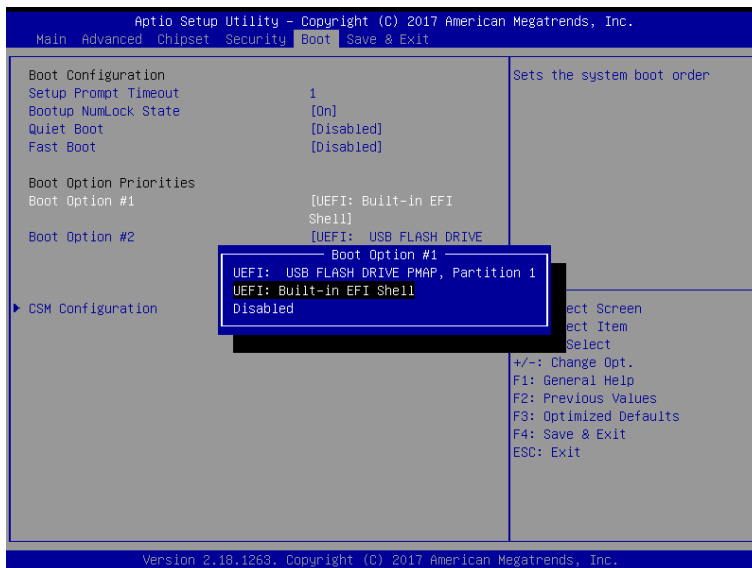 Aptio Setup Utility – Copyright (C) 2017 American Megatrends, Inc.
Main Advanced Chipset Security Boot Save & Exit
Boot Configuration
Setup Prompt Timeout 1
Bootup NumLock State [On]
Quiet Boot [Disabled]
Fast Boot [Disabled]
Boot Option Priorities
Boot Option #1 [UEFI: Built-in EFI
Shell]
Boot Option #2 [UEFI: USB FLASH DRIVE
Boot Option #1
UEFI: USB FLASH DRIVE PMAP, Partition 1
UEFI: Built-in EFI Shell
Disabled
CSM Configuration
Sets the system boot order
ect Screen
ect Item
Select
+/-: Change Opt.
F1: General Help
F2: Previous Values
F3: Optimized Defaults
F4: Save & Exit
ESC: Exit
Version 2.18.1263. Copyright (C) 2017 American Megatrends, Inc.